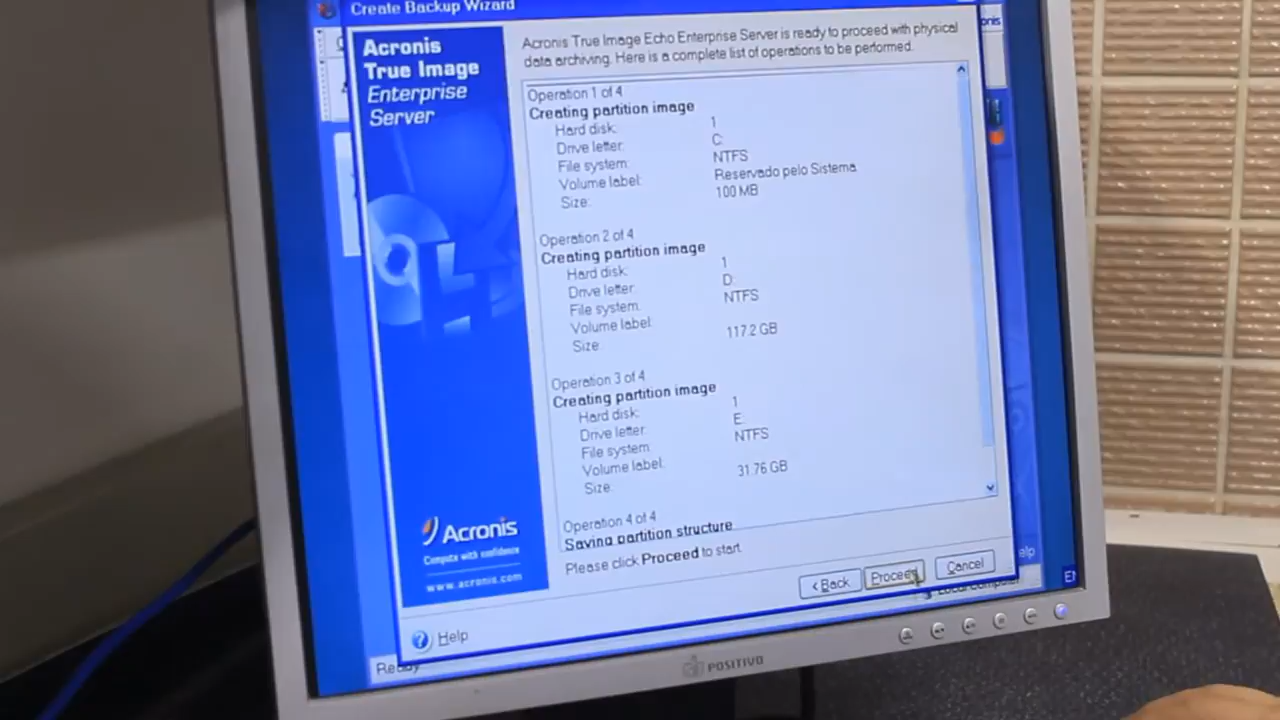 Create Backup Wizard
Acronis
True Image
Enterprise
Server
Acronis True Image Echo Enterprise Server is ready to proceed with physical
data archiving. Here is a complete list of operations to be performed.
Operation 1 of 4
Creating partition image
Hard disk: 1
Drive letter: C:
File system: NTFS
Volume label: Reservado pelo Sistema
Size: 100 MB
Operation 2 of 4
Creating partition image
Hard disk: 1
Drive letter: D:
File system: NTFS
Volume label:
Size: 117.2 GB
Operation 3 of 4
Creating partition image
Hard disk: 1
Drive letter: E:
File system: NTFS
Volume label:
Size: 31.76 GB
Operation 4 of 4
Saving partition structure
Please click Proceed to start.
< Back Proceed Cancel
Acronis
Compute with confidence
www.acronis.com
Help
Ready
Local Computer
elp
EN
onis
POSITIVO